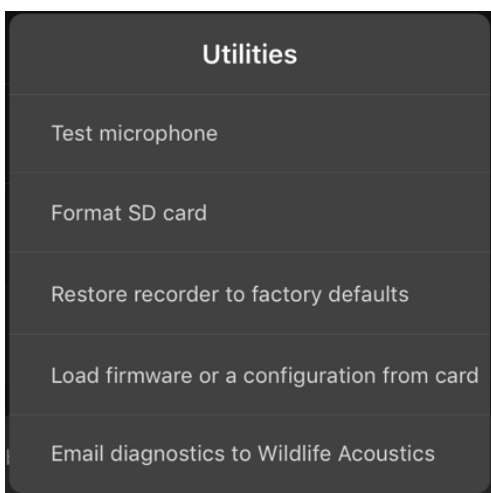 Utilities
Test microphone
Format SD card
Restore recorder to factory defaults
Load firmware or a configuration from card
Email diagnostics to Wildlife Acoustics